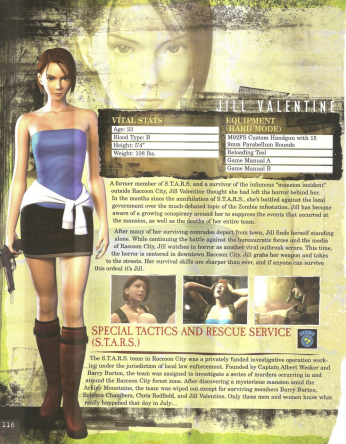 JILL VALENTINE
VITAL STATS
Age: 23
Blood Type: B
Height: 5'4"
Weight: 108 lbs.
EQUIPMENT
(HARD MODE)
M92FS Custom Handgun with 15
9mm Parabellum Rounds
Reloading Tool
Game Manual A
Game Manual B
A former member of S.T.A.R.S. and a survivor of the infamous "mansion incident"
outside Raccoon City, Jill Valentine thought she had left the horror behind her.
In the months since the annihilation of S.T.A.R.S., she's battled against the local
government over the much-debated topic of the Zombie infestation. Jill has become
aware of a growing conspiracy around her to suppress the events that occurred at
the mansion, as well as the deaths of her entire team.
After many of her surviving comrades depart from town, Jill finds herself standing
alone. While continuing the battle against the bureaucratic forces and the media
of Raccoon City, Jill watches in horror as another viral outbreak occurs. This time,
the horror is centered in downtown Raccoon City. Jill grabs her weapon and takes
to the streets. Her survival skills are sharper than ever, and if anyone can survive
this ordeal it's Jill.
SPECIAL TACTICS AND RESCUE SERVICE
(S.T.A.R.S.)
The S.T.A.R.S. team in Raccoon City was a privately funded investigative operation work-
ing under the jurisdiction of local law enforcement. Founded by Captain Albert Wesker and
Barry Burton, the team was assigned to investigate a series of murders occurring in and
around the Raccoon City forest zone. After discovering a mysterious mansion amid the
Arklay Mountains, the team was wiped out except for surviving members Barry Burton,
Rebecca Chambers, Chris Redfield, and Jill Valentine. Only these men and women know what
really happened that day in July...
116